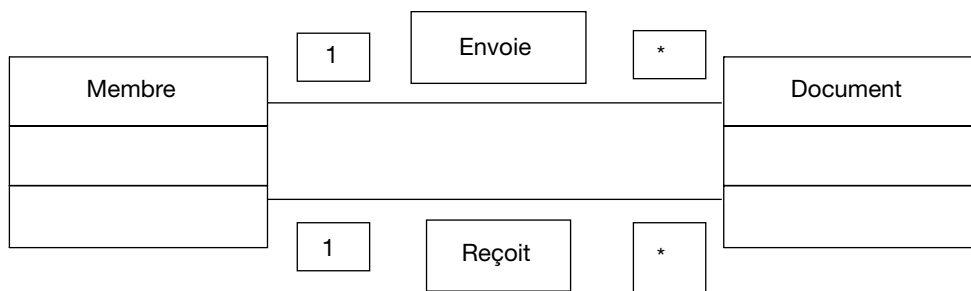 1
Envoie
*
Membre
Document
1
Reçoit
*